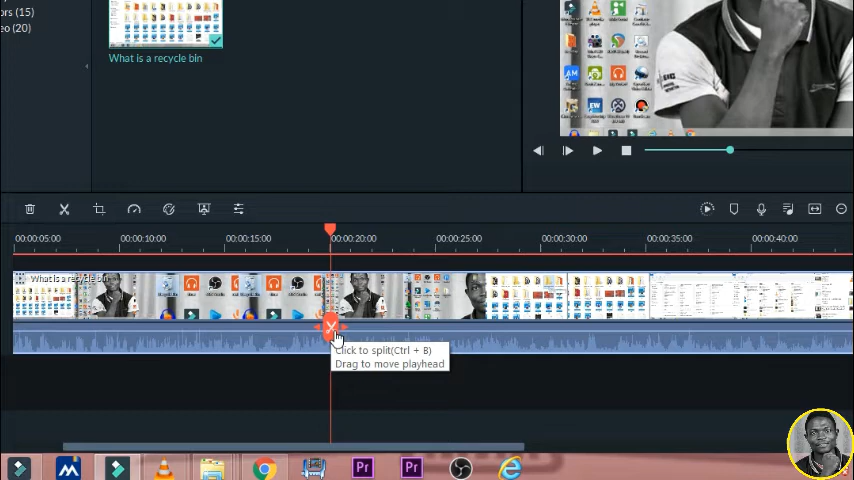 ors (15)
eo (20)
What is a recycle bin
00:00:05:00
00:00:10:00
00:00:15:00
00:00:20:00
00:00:25:00
00:00:30:00
00:00:35:00
00:00:40:00
What is a recycle bin
Click to split(Ctrl + B)
Drag to move playhead
Pr
Pr